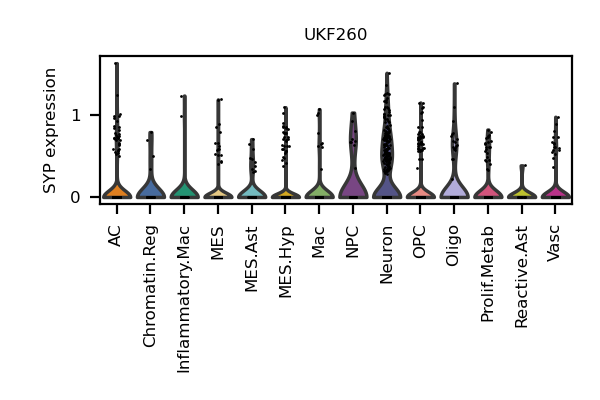 UKF260
SYP expression
1
0
AC
Chromatin.Reg
Inflammatory.Mac
MES
MES.Ast
MES.Hyp
Mac
NPC
Neuron
OPC
Oligo
Prolif.Metab
Reactive.Ast
Vasc